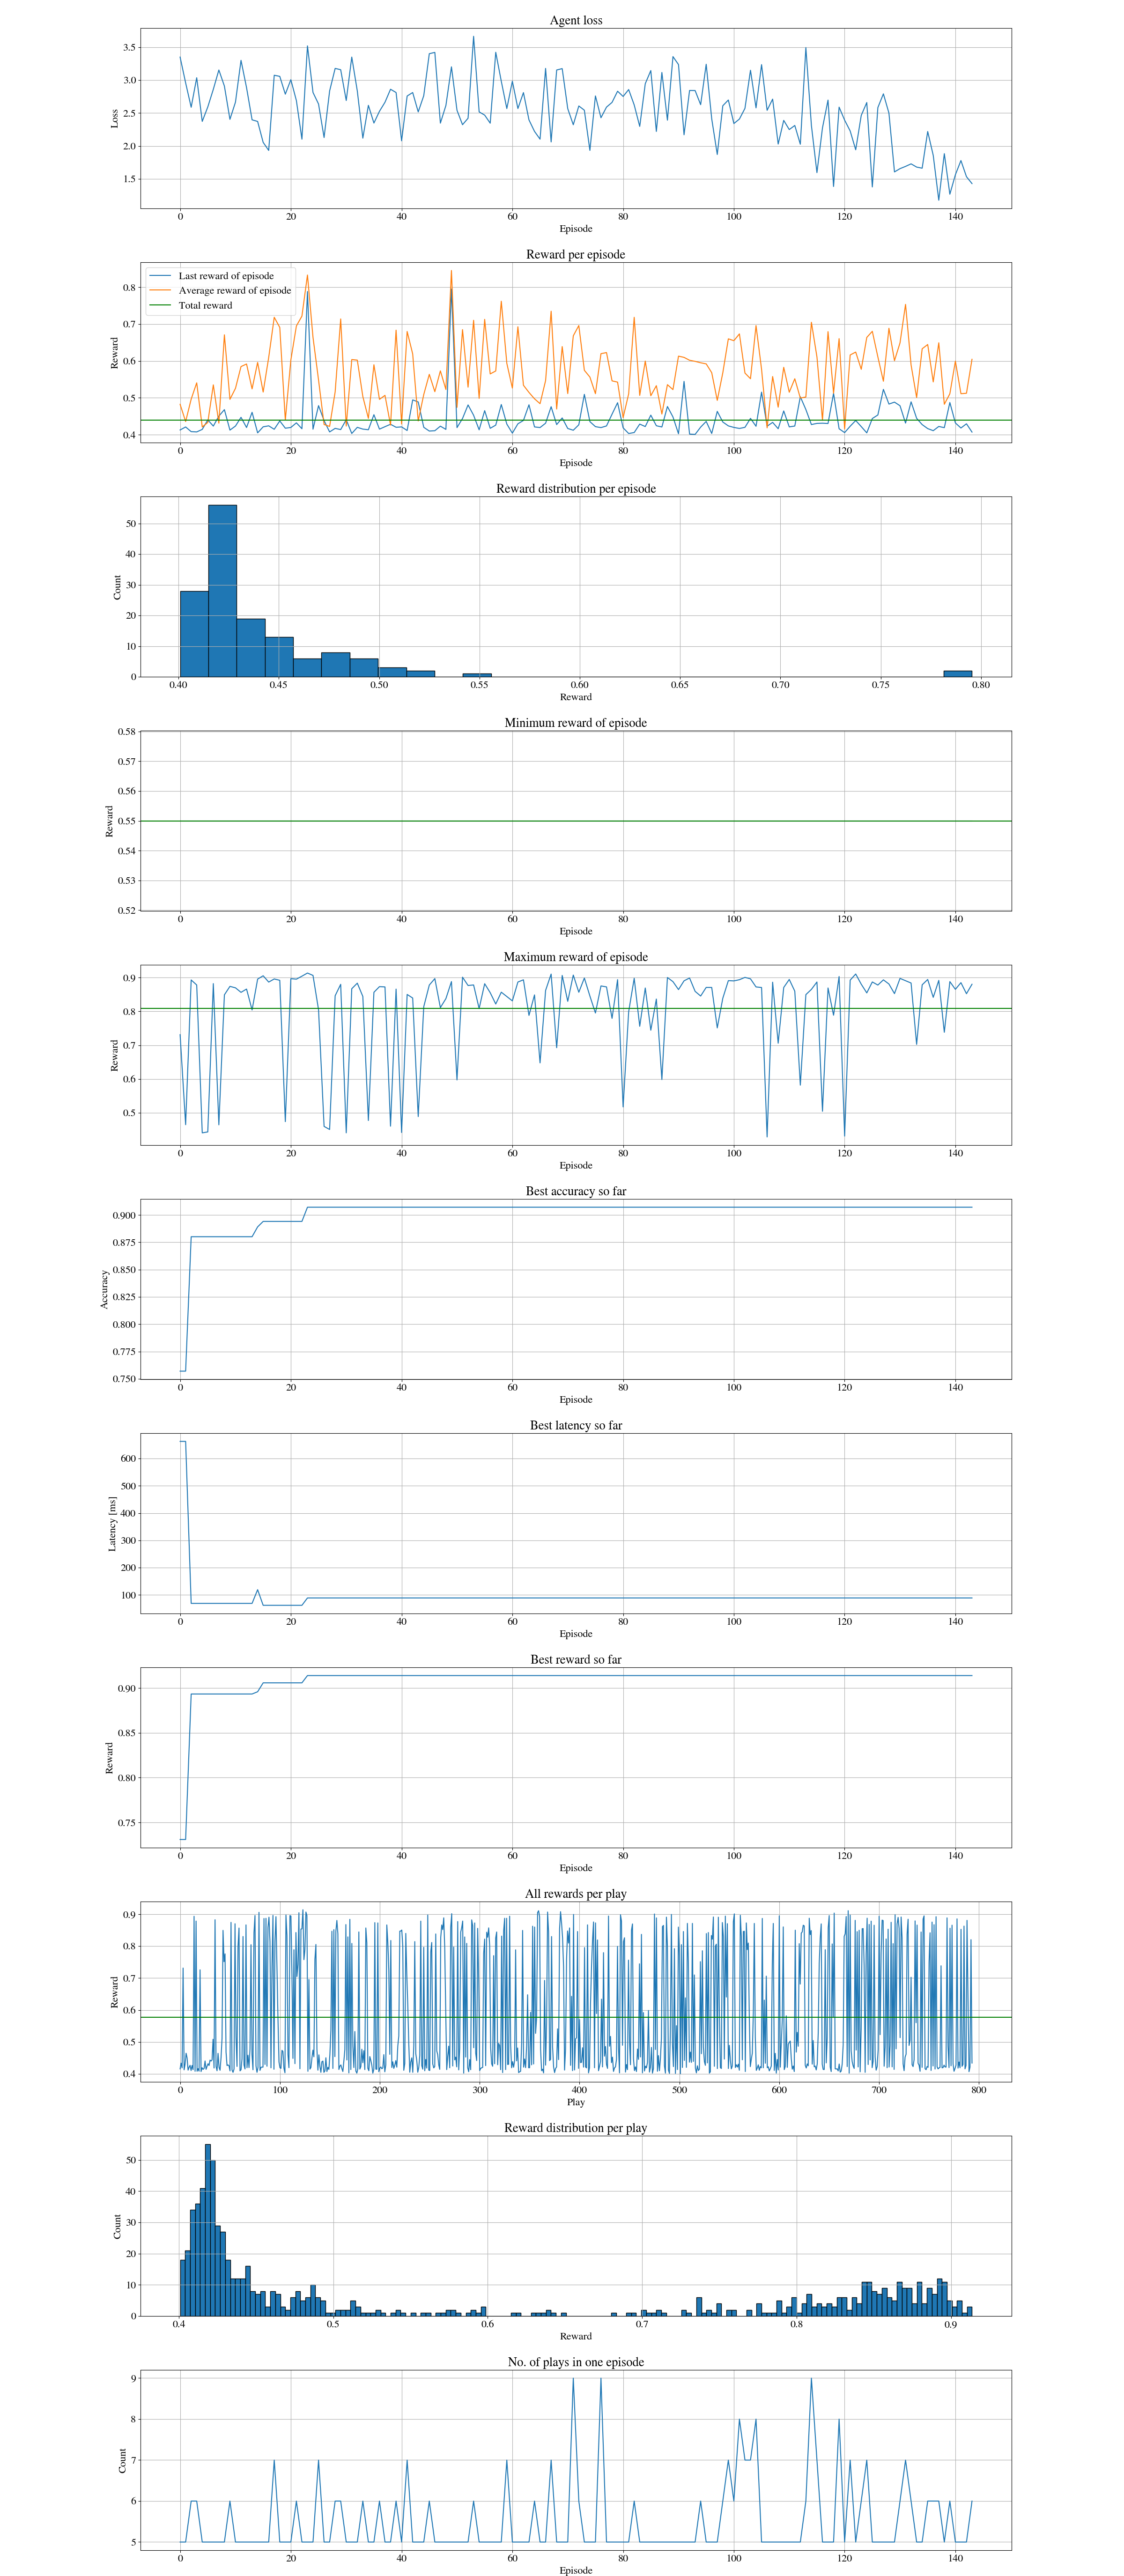 Agent loss
3.5
3.0
2.5
2.0
1.5
Loss
0 20 40 60 80 100 120 140
Episode
Reward per episode
Last reward of episode
Average reward of episode
Total reward
0.8
0.7
0.6
0.5
0.4
Reward
0 20 40 60 80 100 120 140
Episode
Reward distribution per episode
50
40
30
20
10
0
Count
0.40 0.45 0.50 0.55 0.60 0.65 0.70 0.75 0.80
Reward
Minimum reward of episode
0.58
0.57
0.56
0.55
0.54
0.53
0.52
Reward
0 20 40 60 80 100 120 140
Episode
Maximum reward of episode
0.9
0.8
0.7
0.6
0.5
Reward
0 20 40 60 80 100 120 140
Episode
Best accuracy so far
0.900
0.875
0.850
0.825
0.800
0.775
0.750
Accuracy
0 20 40 60 80 100 120 140
Episode
Best latency so far
600
500
400
300
200
100
Latency [ms]
0 20 40 60 80 100 120 140
Episode
Best reward so far
0.90
0.85
0.80
0.75
Reward
0 20 40 60 80 100 120 140
Episode
All rewards per play
0.9
0.8
0.7
0.6
0.5
0.4
Reward
0 100 200 300 400 500 600 700 800
Play
Reward distribution per play
50
40
30
20
10
0
Count
0.4 0.5 0.6 0.7 0.8 0.9
Reward
No. of plays in one episode
9
8
7
6
5
Count
0 20 40 60 80 100 120 140
Episode